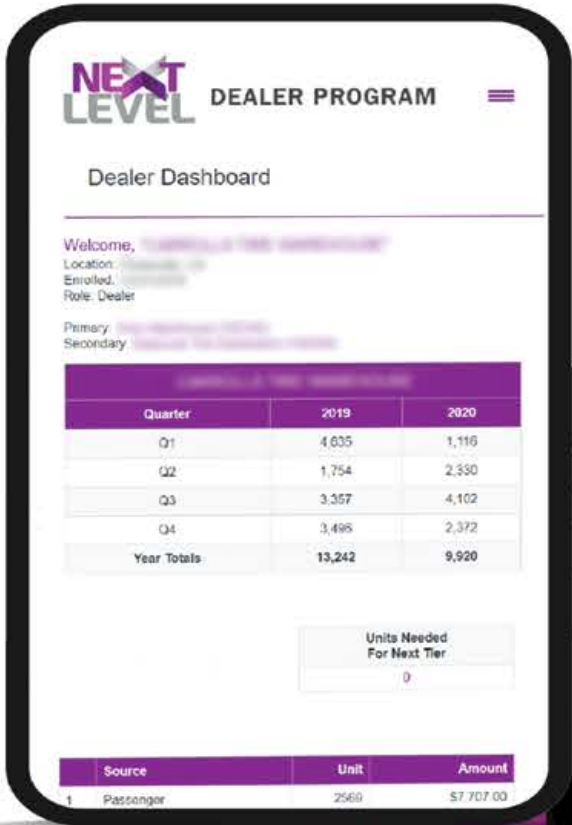 NEXT
LEVEL
DEALER PROGRAM
Dealer Dashboard
Welcome,
Location:
Enrolled:
Role: Dealer
Primary:
Secondary:
Quarter 2019 2020
Q1 4,635 1,116
Q2 1,754 2,330
Q3 3,357 4,102
Q4 3,496 2,372
Year Totals 13,242 9,920
Units Needed
For Next Tier
0
Source Unit Amount
1 Passenger 2569 $7,707.00